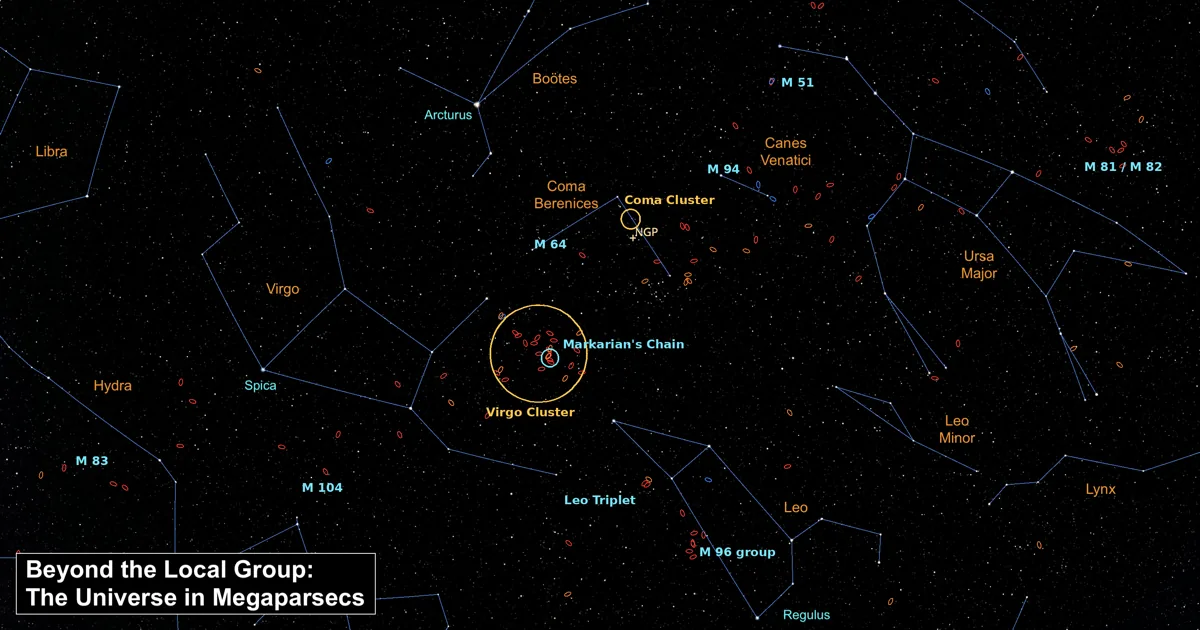 Boötes
M 51
Arcturus
Canes
Venatici
Libra
M 81 / M 82
M 94
Coma
Berenices
Coma Cluster
NGP
M 64
Ursa
Major
Virgo
Markarian's Chain
Hydra
Spica
Virgo Cluster
Leo
Minor
M 83
M 104
Lynx
Leo Triplet
Leo
M 96 group
Beyond the Local Group:
The Universe in Megaparsecs
Regulus